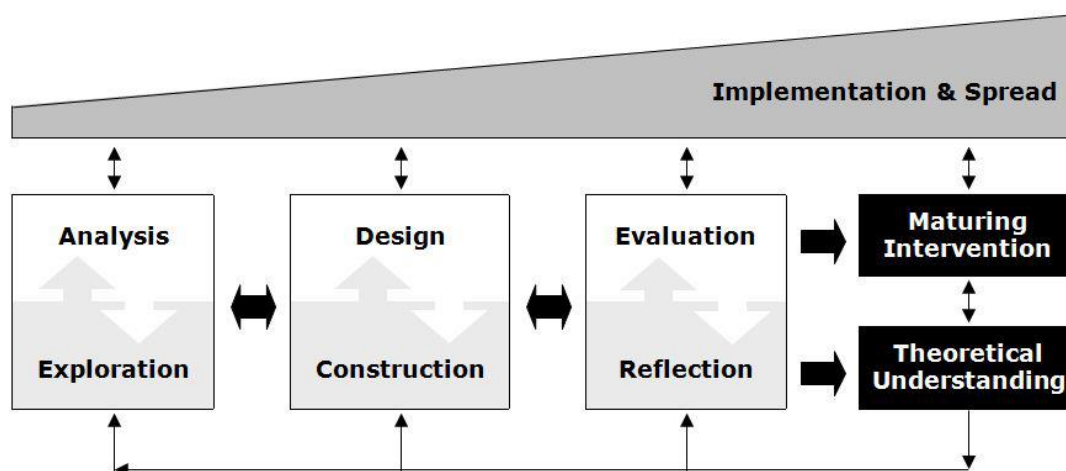 Implementation & Spread
Analysis
Exploration
Design
Construction
Evaluation
Reflection
Maturing
Intervention
Theoretical
Understanding